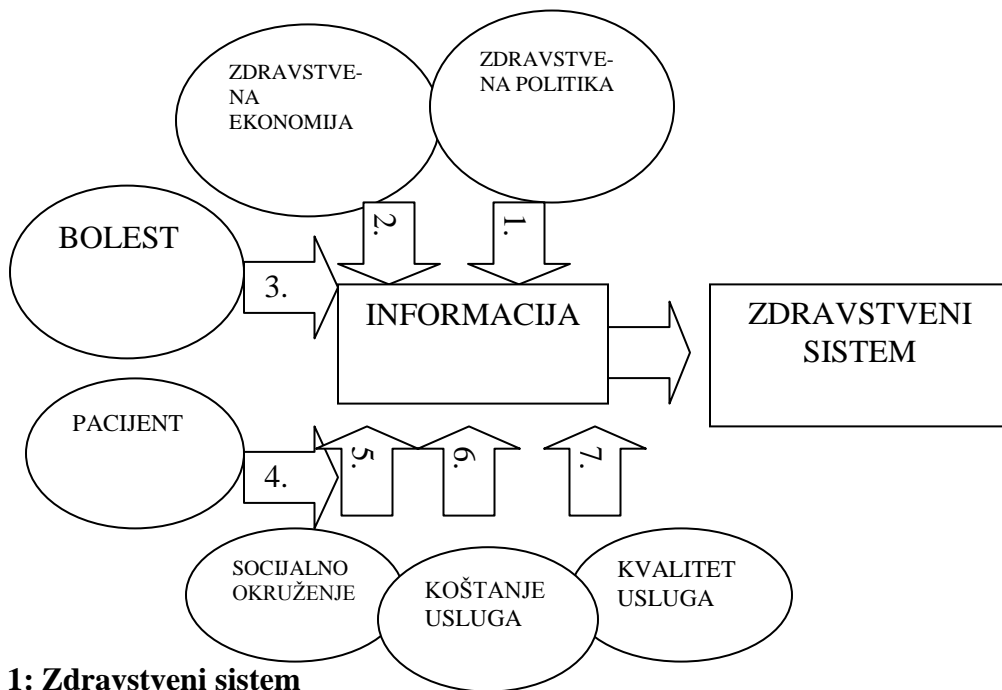 ZDRAVSTVE-
NA
EKONOMIJA
ZDRAVSTVE-
NA POLITIKA
BOLEST
2.
1.
3.
INFORMACIJA
ZDRAVSTVENI
SISTEM
PACIJENT
4.
5.
6.
7.
SOCIJALNO
OKRUŽENJE
KOŠTANJE
USLUGA
KVALITET
USLUGA
1: Zdravstveni sistem